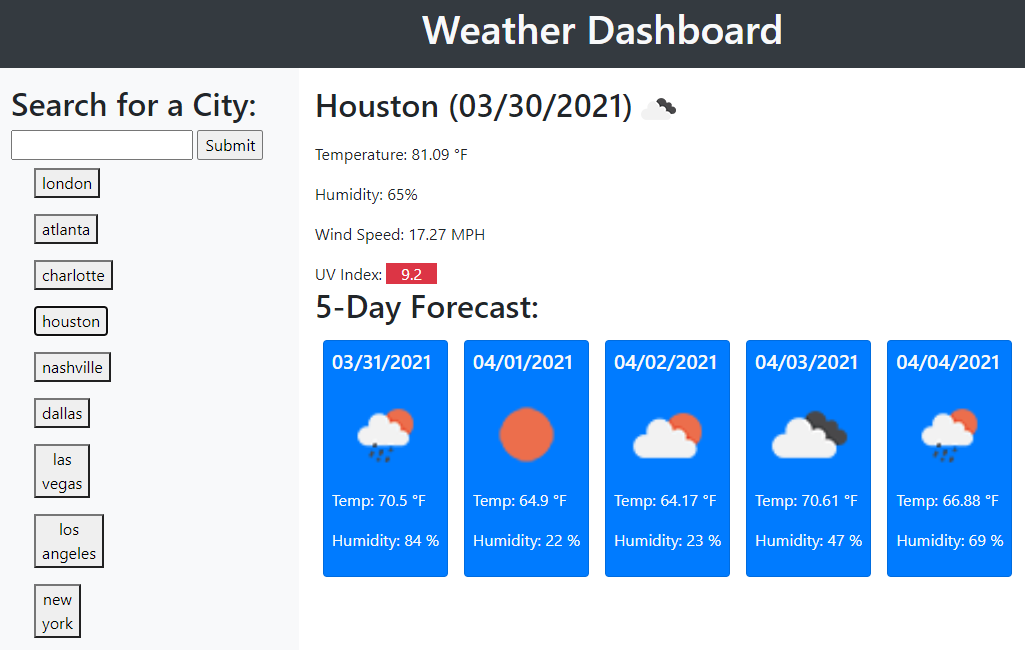 Weather Dashboard
Search for a City:
Submit
london
atlanta
charlotte
houston
nashville
dallas
las
vegas
los
angeles
new
york
Houston (03/30/2021)
Temperature: 81.09 °F
Humidity: 65%
Wind Speed: 17.27 MPH
UV Index: 9.2
5-Day Forecast:
03/31/2021
Temp: 70.5 °F
Humidity: 84 %
04/01/2021
Temp: 64.9 °F
Humidity: 22 %
04/02/2021
Temp: 64.17 °F
Humidity: 23 %
04/03/2021
Temp: 70.61 °F
Humidity: 47 %
04/04/2021
Temp: 66.88 °F
Humidity: 69 %